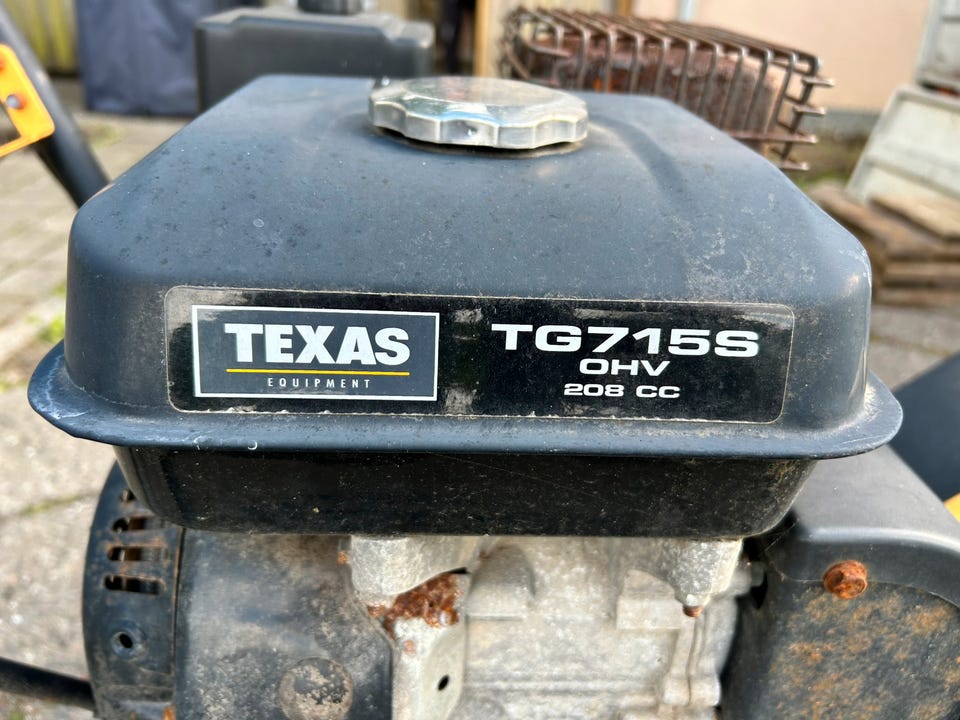 TEXAS
EQUIPMENT
TG715S
OHV
208 CC